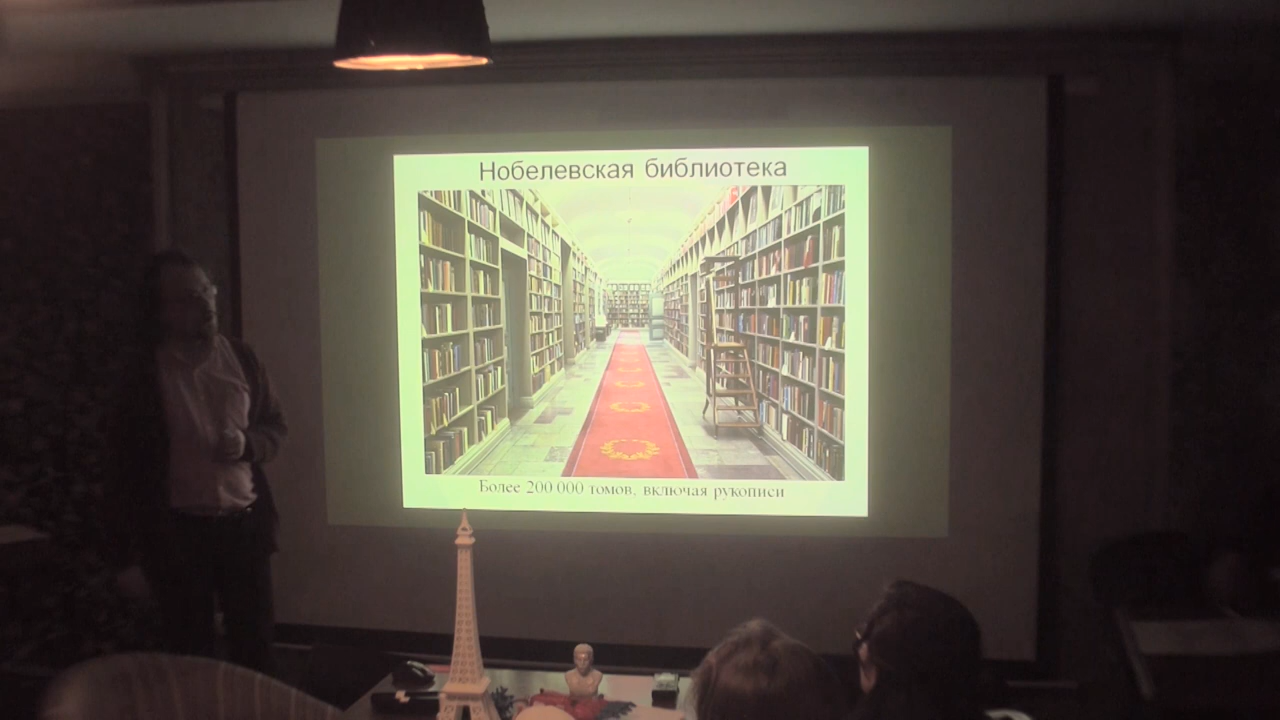 Нобелевская библиотека
Более 200 000 томов, включая рукописи